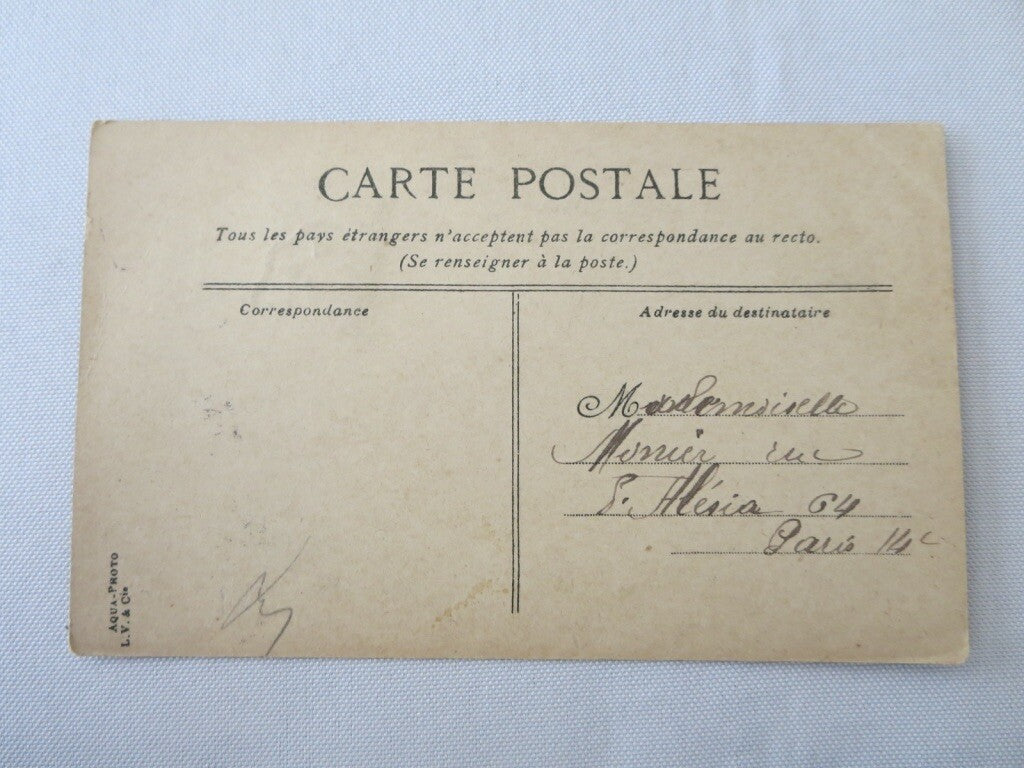 CARTE POSTALE
Tous les pays étrangers n'acceptent pas la correspondance au recto.
(Se renseigner à la poste.)
Correspondance
Adresse du destinataire
Mademoiselle
Monier rue
d'Alésia 64
Paris 14e
AQUA-PHOTO
L. V. & Cie